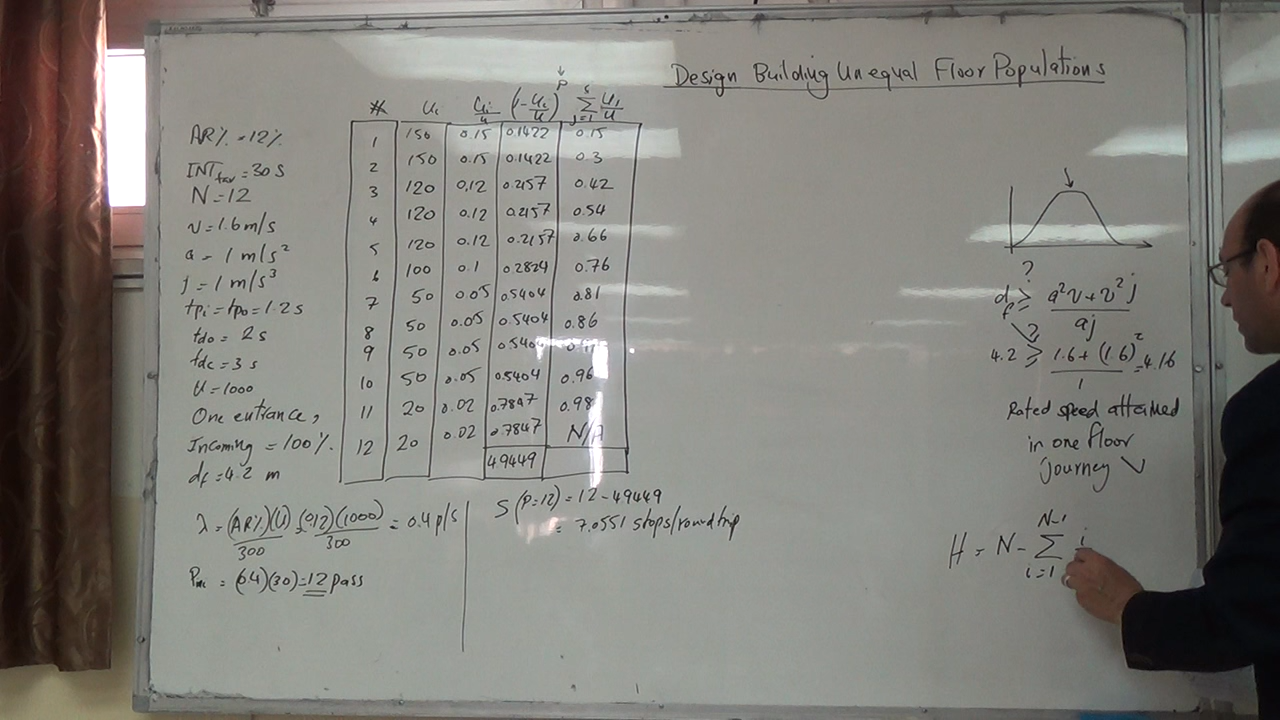 Design Building Unequal Floor Populations
AR% = 12%
INTtar = 30 s
N = 12
v = 1.6 m/s
a = 1 m/s²
j = 1 m/s³
tpi = tpo = 1.2 s
tdo = 2 s
tdc = 3 s
U = 1000
One entrance,
Incoming = 100%.
df = 4.2 m
P
# Ui Ui/U (1-Ui/U) Σ Ui/U
1 150 0.15 0.1422 0.15
2 150 0.15 0.1422 0.3
3 120 0.12 0.2157 0.42
4 120 0.12 0.2157 0.54
5 120 0.12 0.2157 0.66
6 100 0.1 0.2824 0.76
7 50 0.05 0.5404 0.81
8 50 0.05 0.5404 0.86
9 50 0.05 0.5404
10 50 0.05 0.5404 0.96
11 20 0.02 0.7847 0.98
12 20 0.02 0.7847 N/A
4.9449
λ = (AR%)(U)/300 = (0.12)(1000)/300 = 0.4 p/s
= (0.4)(30) = 12 pass
S (P=12) = 12 - 4.9449
= 7.0551 stops/round trip
?
df ≥ a²v + v²j / aj
?
4.2 ≥ 1.6 + (1.6)² / 1 = 4.16
Rated speed attained
in one floor
journey
N-1
H = N - Σ i
i=1